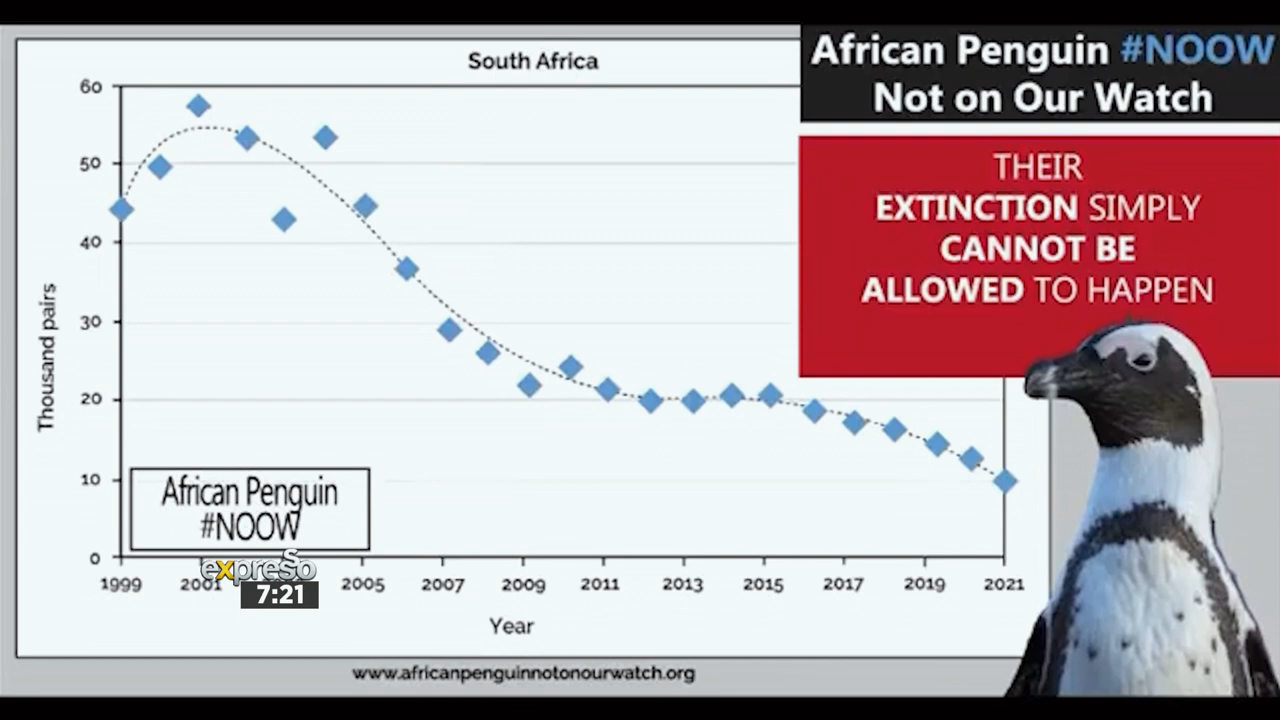 South Africa
60
50
40
30
20
10
0
Thousand pairs
1999
2001
2005
2007
2009
2011
2013
2015
2017
2019
2021
Year
African Penguin
#NOOW
expresso
7:21
www.africanpenguinnotonourwatch.org
African Penguin #NOOW
Not on Our Watch
THEIR
EXTINCTION SIMPLY
CANNOT BE
ALLOWED TO HAPPEN